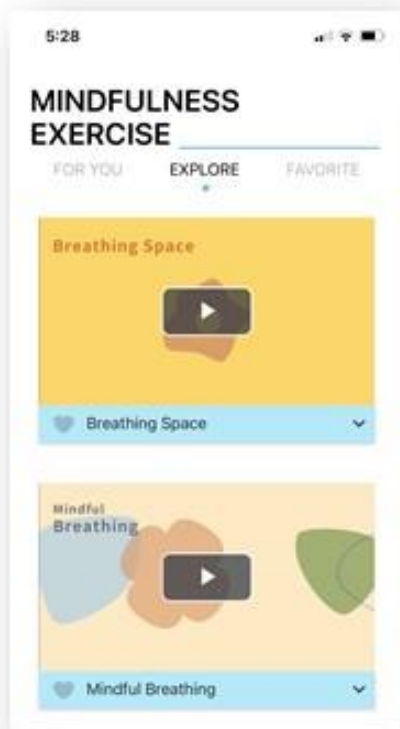 5:28
MINDFULNESS
EXERCISE
FOR YOU EXPLORE FAVORITE
Breathing Space
Breathing Space
Mindful
Breathing
Mindful Breathing